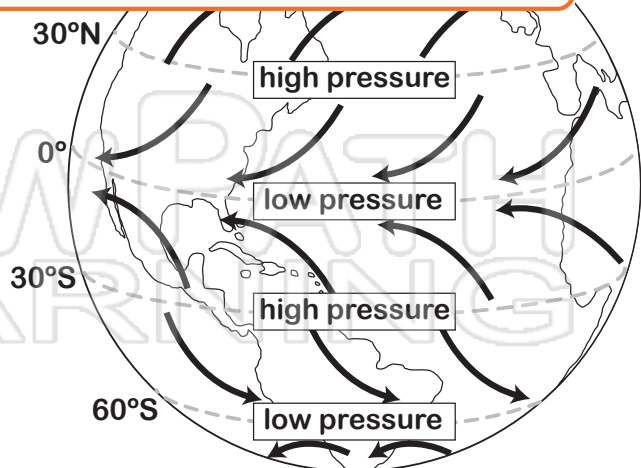 30ºN
high pressure
0º
low pressure
30ºS
high pressure
60ºS
low pressure